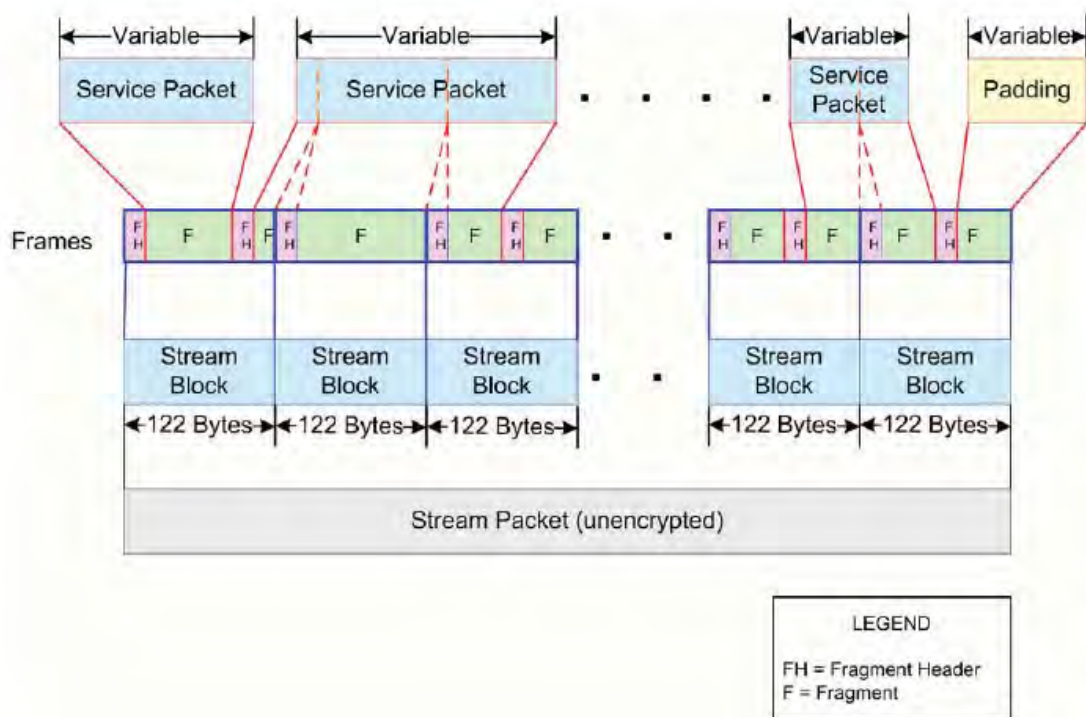 Variable
Variable
Variable
Variable
Service Packet
Service Packet
Service
Packet
Padding
Frames
F
H
F
F
H
F
F
H
F
F
H
F
F
H
F
F
H
F
F
H
F
F
H
F
F
H
F
Stream
Block
Stream
Block
Stream
Block
Stream
Block
Stream
Block
122 Bytes
122 Bytes
122 Bytes
122 Bytes
122 Bytes
Stream Packet (unencrypted)
LEGEND
FH = Fragment Header
F = Fragment